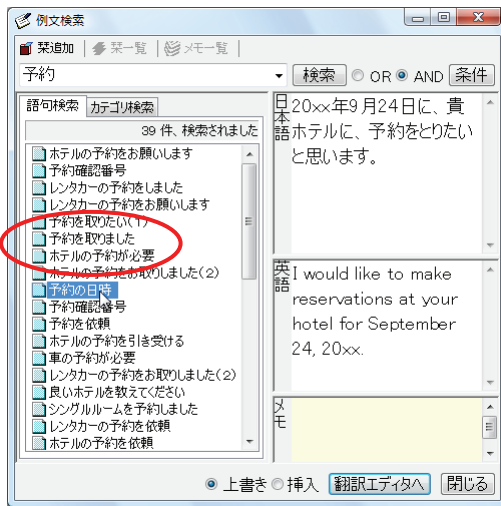 例文検索
栞追加 栞一覧 メモ一覧
予約 検索 OR AND 条件
語句検索 カテゴリ検索
39 件、検索されました
ホテルの予約をお願いします
予約確認番号
レンタカーの予約をしました
レンタカーの予約をお願いします
予約を取りたい(1)
予約を取りました
ホテルの予約が必要
ホテルの予約をお取りしました(2)
予約の日時
予約確認番号
予約を依頼
ホテルの予約を引き受ける
車の予約が必要
レンタカーの予約をお取りしました(2)
良いホテルを教えてください
シングルルームを予約しました
レンタカーの予約を依頼
ホテルの予約を依頼
日本語
20xx年9月24日に、貴
ホテルに、予約をとりたい
と思います。
英語
I would like to make
reservations at your
hotel for September
24, 20xx.
メモ
上書き 挿入 翻訳エディタへ 閉じる